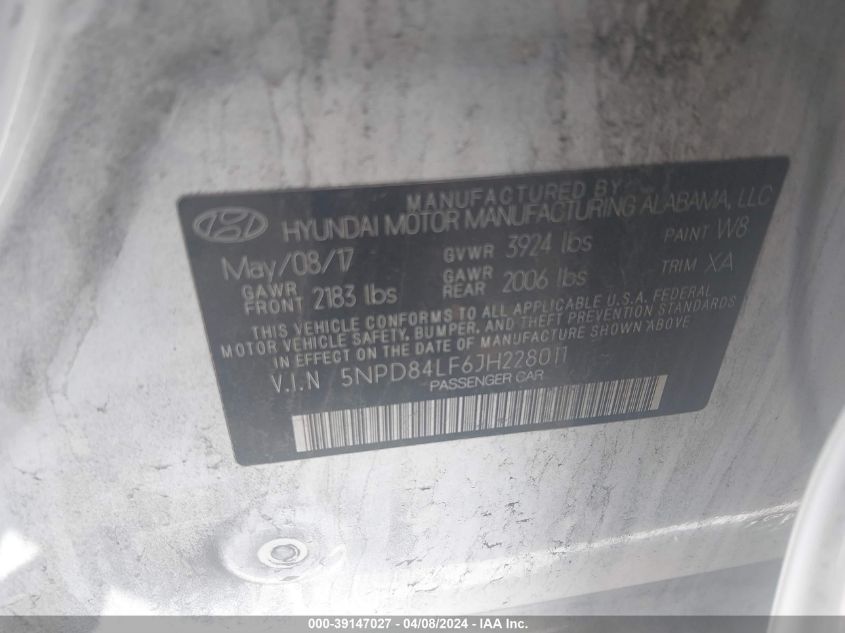 MANUFACTURED BY
HYUNDAI MOTOR MANUFACTURING ALABAMA, LLC
May/08/17 GVWR 3924 lbs PAINT W8
GAWR FRONT 2183 lbs GAWR REAR 2006 lbs TRIM XA
THIS VEHICLE CONFORMS TO ALL APPLICABLE U.S.A. FEDERAL
MOTOR VEHICLE SAFETY, BUMPER, AND THEFT PREVENTION STANDARDS
IN EFFECT ON THE DATE OF MANUFACTURE SHOWN ABOVE
V.I.N 5NPD84LF6JH228011
PASSENGER CAR
000-39147027 - 04/08/2024 - IAA Inc.